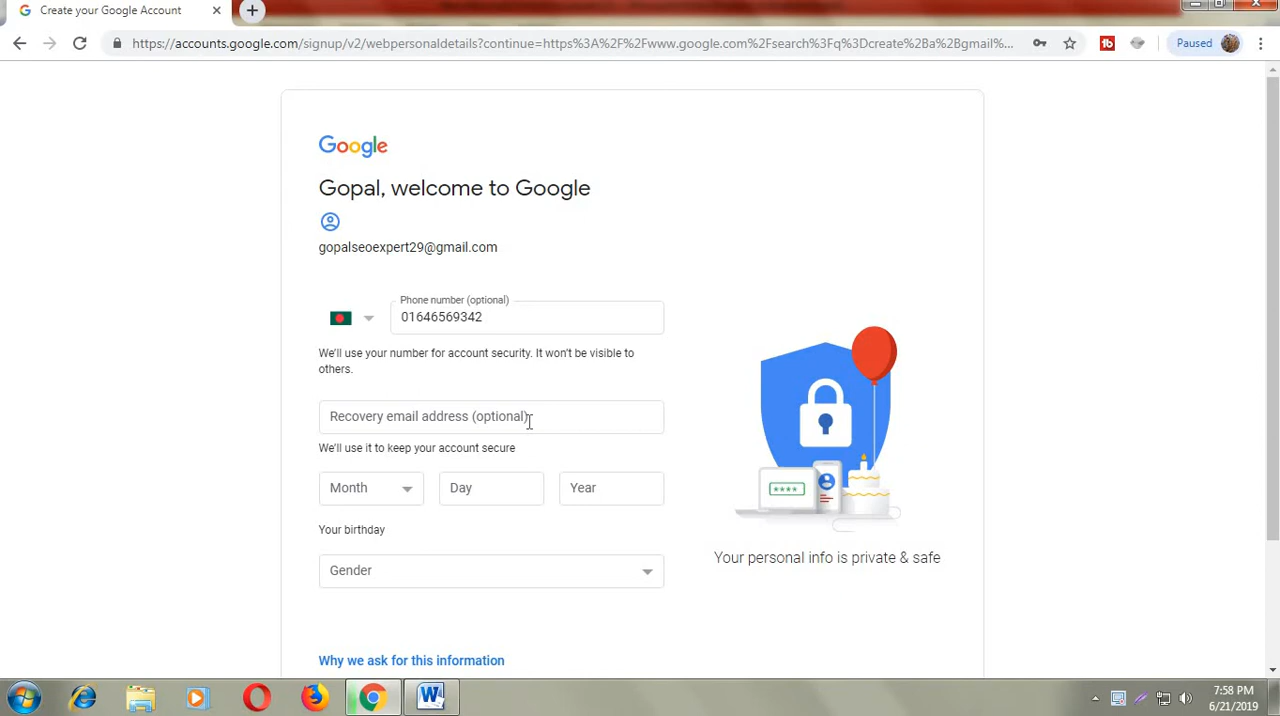 Create your Google Account
https://accounts.google.com/signup/v2/webpersonaldetails?continue=https%3A%2F%2Fwww.google.com%2Fsearch%3Fq%3Dcreate%2Ba%2Bgmail%...
Paused
Google
Gopal, welcome to Google
gopalseoexpert29@gmail.com
Phone number (optional)
01646569342
We'll use your number for account security. It won't be visible to
others.
Recovery email address (optional)
We'll use it to keep your account secure
Month Day Year
Your birthday
Gender
****
Your personal info is private & safe
Why we ask for this information
7:58 PM
6/21/2019